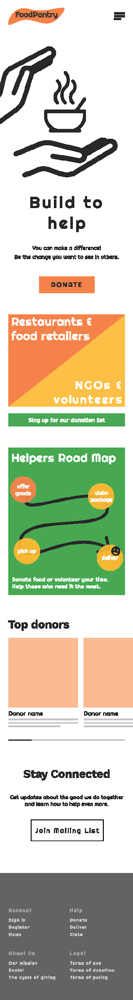 FoodPantry
Build to
help
You can make a difference!
Be the change you want to see in others.
DONATE
Restaurants &
food retailers
NGOs &
volunteers
Sing up for our donation list
Helpers Road Map
offer
goods
claim
package
pick up
deliver
Donate food or volunteer your time.
Help those who need it the most.
Top donors
Donor name
Donor name
Stay Connected
Get updates about the good we do together
and learn how to help even more.
Join Mailing List
Account
Help
Sign in
Donate
Register
Deliver
Home
Claim
About Us
Legal
Our mission
Terms of use
Social
Terms of donation
The cycle of giving
Terms of policy